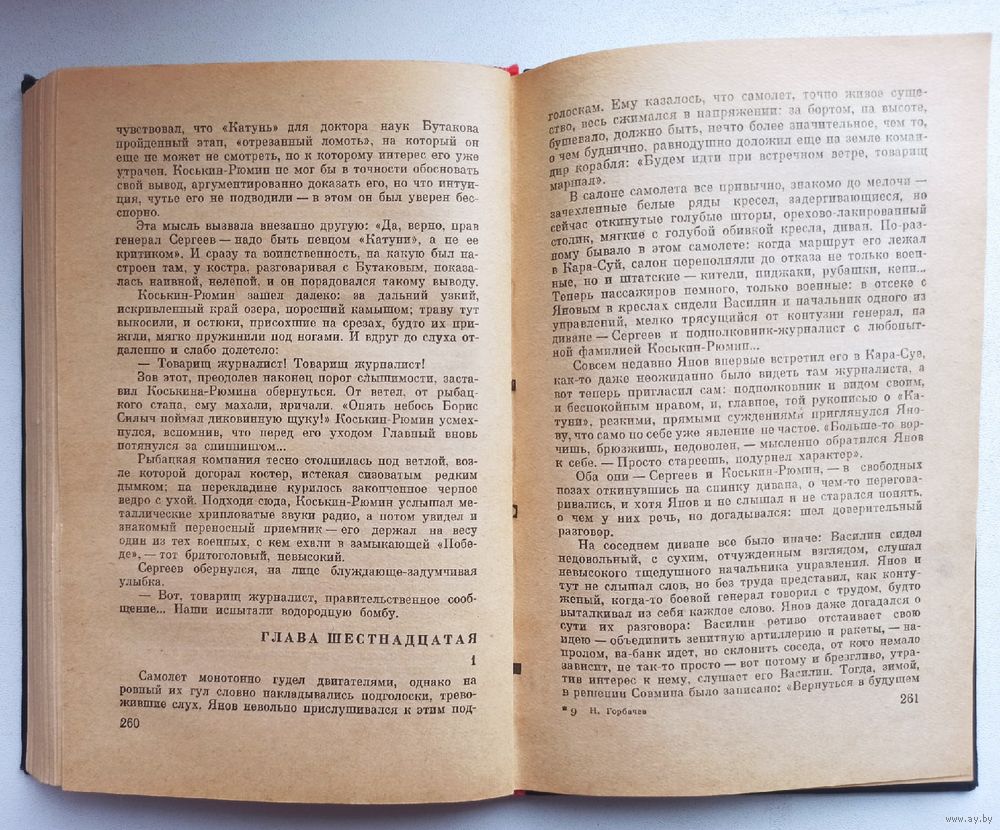 чувствовал, что «Катунь» для доктора наук Бутакова
пройденный этап, «отрезанный ломоть», на который он
еще не может не смотреть, но к которому интерес его уже
утрачен. Коськин-Рюмин не мог бы в точности обосновать
свой вывод, аргументированно доказать его, но что интуи-
ция, чутье его не подводили — в этом он был уверен бес-
спорно.
Эта мысль вызвала внезапно другую: «Да, верно, прав
генерал Сергеев — надо быть певцом «Катуни», а не ее
критиком». И сразу та воинственность, на какую был на-
строен там, у костра, разговаривая с Бутаковым, показа-
лась наивной, нелепой, и он порадовался такому выводу.
Коськин-Рюмин зашел далеко: за дальний узкий,
искривленный край озера, поросший камышом; траву тут
выкосили, и остюки, присохшие на срезах, будто их при-
жгли, мягко пружинили под ногами. И вдруг до слуха от-
даленно и слабо долетело:
— Товарищ журналист! Товарищ журналист!
Зов этот, преодолев наконец порог слышимости, заста-
вил Коськина-Рюмина обернуться. От ветел, от рыбац-
кого стана, ему махали, кричали. «Опять небось Борис
Силыч поймал диковинную щуку!» Коськин-Рюмин усмех-
нулся, вспомнив, что перед его уходом Главный вновь
потянулся за спиннингом...
Рыбацкая компания тесно столпилась под ветлой, воз-
ле которой догорал костер, истекая сизоватым редким
дымком; на перекладине курилось закопченное черное
ведро с ухой. Подходя сюда, Коськин-Рюмин услышал ме-
таллические хрипловатые звуки радио, а потом увидел и
знакомый переносный приемник — его держал на весу
один из тех военных, с кем ехали в замыкающей «Побе-
де», — тот бритоголовый, невысокий.
Сергеев обернулся, на лице блуждающе-задумчивая
улыбка.
— Вот, товарищ журналист, правительственное сооб-
щение... Наши испытали водородную бомбу.
ГЛАВА ШЕСТНАДЦАТАЯ
1
Самолет монотонно гудел двигателями, однако на
ровный их гул словно накладывались подголоски, трево-
жившие слух. Янов невольно прислушивался к этим под-
260
голоскам. Ему казалось, что самолет, точно живое суще-
ство, весь сжимался в напряжении: за бортом, на высоте,
бушевало, должно быть, нечто более значительное, чем то,
о чем буднично, равнодушно доложил еще на земле коман-
дир корабля: «Будем идти при встречном ветре, товарищ
маршал».
В салоне самолета все привычно, знакомо до мелочи —
зачехленные белые ряды кресел, задергивающиеся, но
сейчас откинутые голубые шторы, орехово-лакированный
столик, мягкие с голубой обивкой кресла, диван. По-раз-
ному бывало в этом самолете: когда маршрут его лежал
в Кара-Суй, салон переполняли до отказа не только воен-
ные, но и штатские — кители, пиджаки, рубашки, кепи...
Теперь пассажиров немного, только военные: в отсеке с
Яновым в креслах сидели Василин и начальник одного из
управлений, мелко трясущийся от контузии генерал, на
диване — Сергеев и подполковник-журналист с любопыт-
ной фамилией Коськин-Рюмин...
Совсем недавно Янов впервые встретил его в Кара-Суе,
как-то даже неожиданно было видеть там журналиста, а
вот теперь пригласил сам: подполковник и видом своим,
и беспокойным нравом, и, главное, той рукописью о «Ка-
туни», резкими, прямыми суждениями приглянулся Яно-
ву, что само по себе уже явление не частое. «Больше-то вор-
чишь, брюзжишь, недоволен, — мысленно обратился Янов
к себе. — Просто стареешь, подурнел характер».
Оба они — Сергеев и Коськин-Рюмин, — в свободных
позах откинувшись на спинку дивана, о чем-то перегова-
ривались, и хотя Янов и не слышал и не старался понять,
о чем у них речь, но догадывался: шел доверительный
разговор.
На соседнем диване все было иначе: Василин сидел
недовольный, с сухим, отчужденным взглядом, слушал
невысокого тщедушного начальника управления. Янов и
тут не слышал слов, но без труда представил, как конту-
женый, когда-то боевой генерал говорил с трудом, будто
выталкивал из себя каждое слово. Янов даже догадался о
сути их разговора: Василин ретиво отстаивает свою
идею — объединить зенитную артиллерию и ракеты, — на-
пролом, ва-банк идет, но склонить соседа, от кого немало
зависит, не так-то просто — вот потому и брезгливо, утра-
тив интерес к нему, слушает его Василин. Тогда, зимой,
в решении Совмина было записано: «Вернуться в будущем
*9 Н. Горбачев
261
www.ay.by